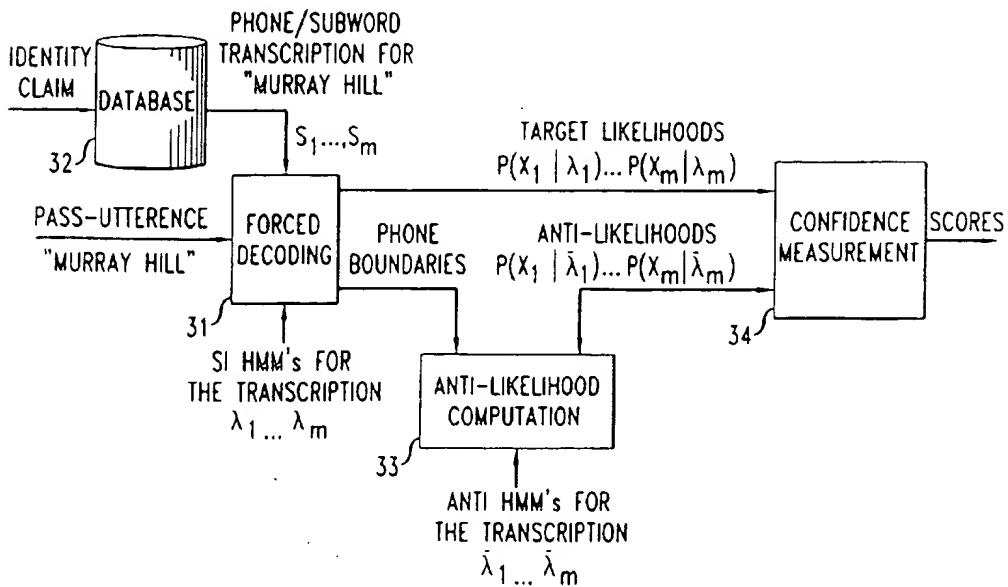 PHONE/SUBWORD
TRANSCRIPTION FOR
"MURRAY HILL"
IDENTITY
CLAIM
DATABASE
32
S₁...,Sₘ
TARGET LIKELIHOODS
P(X₁ | λ₁)... P(Xₘ | λₘ)
PASS-UTTERENCE
"MURRAY HILL"
FORCED
DECODING
31
PHONE
BOUNDARIES
ANTI-LIKELIHOODS
P(X₁ | λ̄₁)... P(Xₘ | λ̄ₘ)
CONFIDENCE
MEASUREMENT
34
SCORES
SI HMM's FOR
THE TRANSCRIPTION
λ₁... λₘ
ANTI-LIKELIHOOD
COMPUTATION
33
ANTI HMM's FOR
THE TRANSCRIPTION
λ̄₁... λ̄ₘ